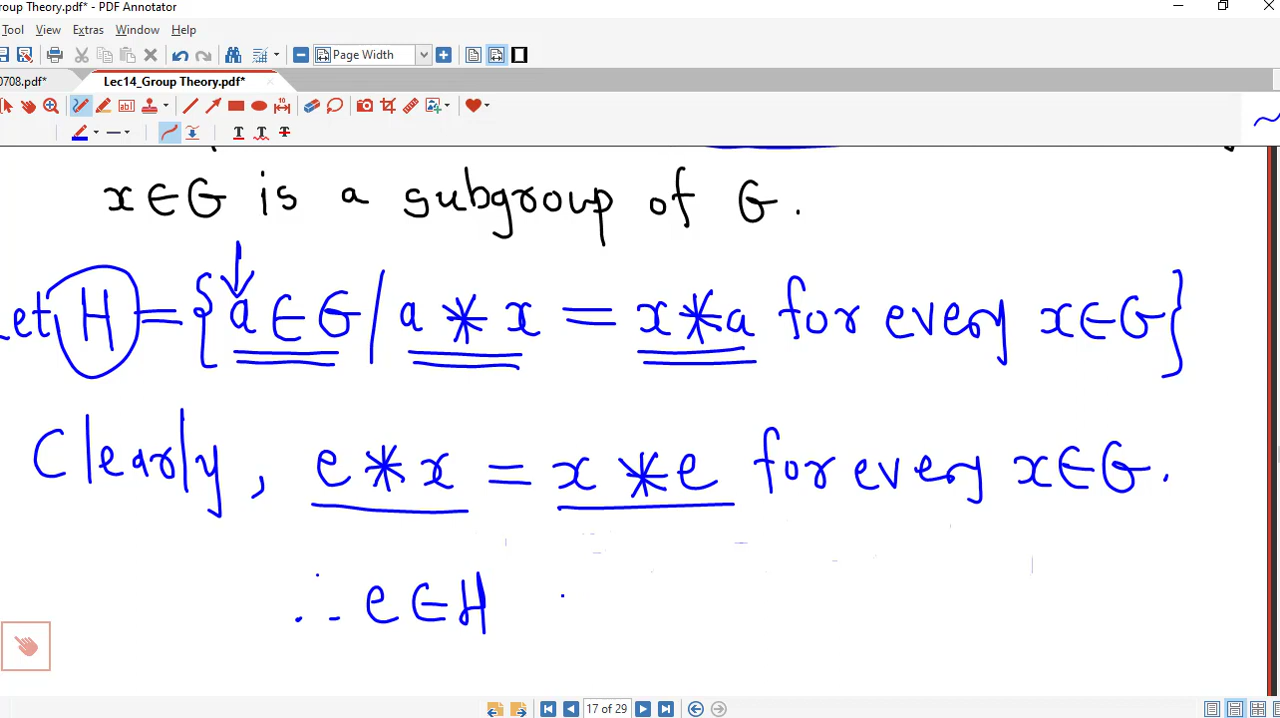 roup Theory.pdf* - PDF Annotator
Tool View Extras Window Help
Page Width
0708.pdf* Lec14_Group Theory.pdf*
x∈G is a subgroup of G.
Let H = {a∈G / a * x = x * a for every x∈G}
Clearly, e * x = x * e for every x∈G.
∴ e∈H
17 of 29